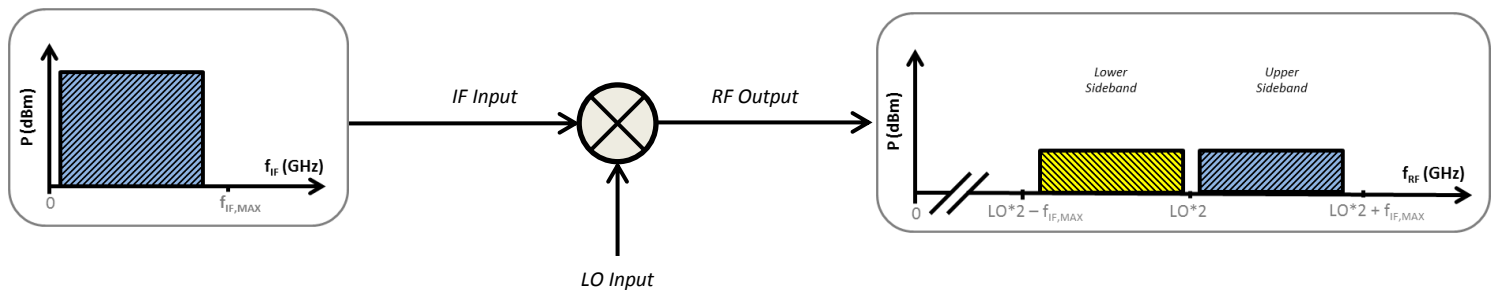 P (dBm)
f_IF (GHz)
0
f_IF,MAX
IF Input
RF Output
LO Input
P (dBm)
Lower
Sideband
Upper
Sideband
f_RF (GHz)
0
LO*2 – f_IF,MAX
LO*2
LO*2 + f_IF,MAX